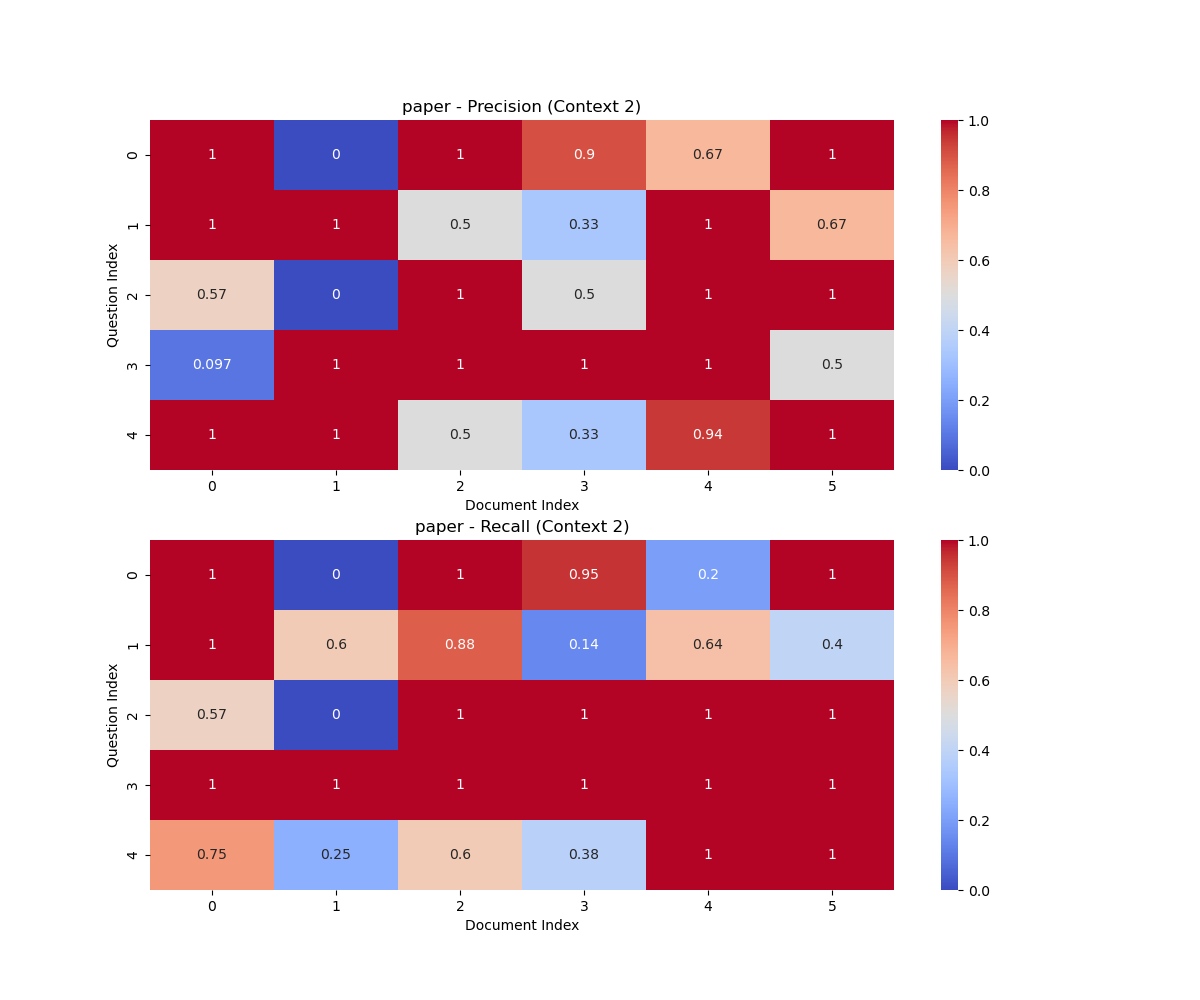 paper - Precision (Context 2)
0 1 0 1 0.9 0.67 1
1 1 1 0.5 0.33 1 0.67
2 0.57 0 1 0.5 1 1
3 0.097 1 1 1 1 0.5
4 1 1 0.5 0.33 0.94 1
0 1 2 3 4 5
Question Index
Document Index
1.0
0.8
0.6
0.4
0.2
0.0
paper - Recall (Context 2)
0 1 0 1 0.95 0.2 1
1 1 0.6 0.88 0.14 0.64 0.4
2 0.57 0 1 1 1 1
3 1 1 1 1 1 1
4 0.75 0.25 0.6 0.38 1 1
0 1 2 3 4 5
Question Index
Document Index
1.0
0.8
0.6
0.4
0.2
0.0